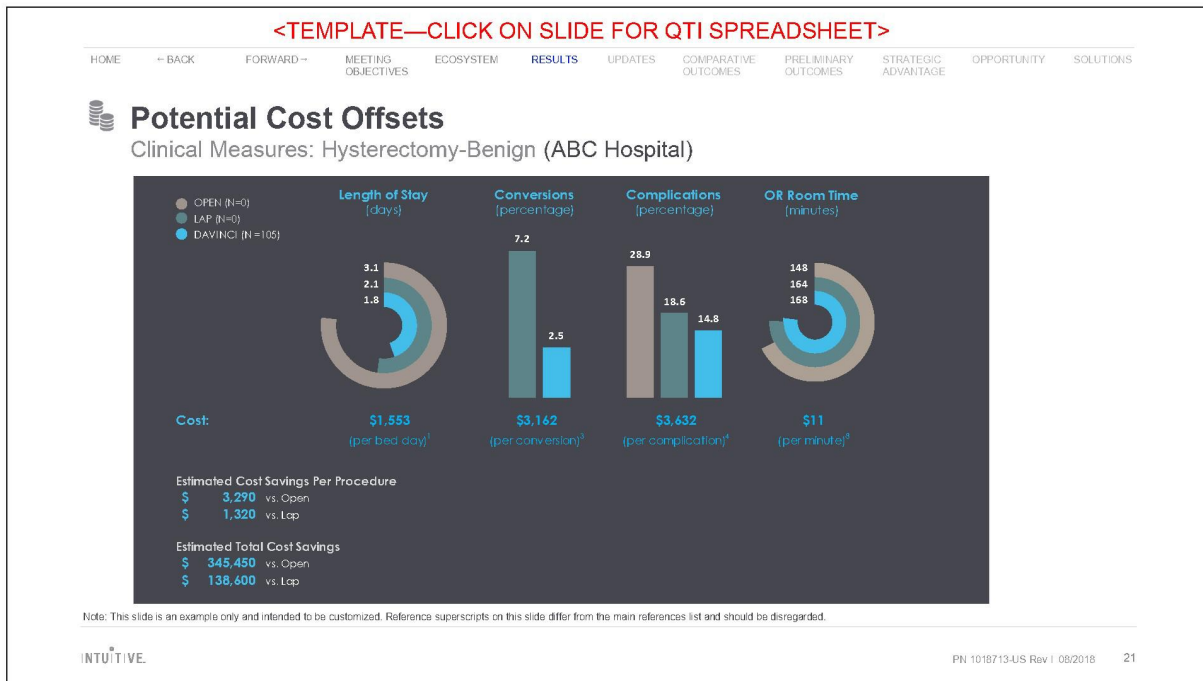 <TEMPLATE—CLICK ON SLIDE FOR QTI SPREADSHEET>
HOME ←BACK FORWARD→ MEETING OBJECTIVES ECOSYSTEM RESULTS UPDATES COMPARATIVE OUTCOMES PRELIMINARY OUTCOMES STRATEGIC ADVANTAGE OPPORTUNITY SOLUTIONS
Potential Cost Offsets
Clinical Measures: Hysterectomy-Benign (ABC Hospital)
OPEN (N=0)
LAP (N=0)
DAVINCI (N =105)
Length of Stay
(days)
3.1
2.1
1.8
Conversions
(percentage)
7.2
2.5
Complications
(percentage)
28.9
18.6
14.8
OR Room Time
(minutes)
148
164
168
Cost:
$1,553
(per bed day)¹
$3,162
(per conversion)³
$3,632
(per complication)⁴
$11
(per minute)⁸
Estimated Cost Savings Per Procedure
$ 3,290 vs. Open
$ 1,320 vs. Lap
Estimated Total Cost Savings
$ 345,450 vs. Open
$ 138,600 vs. Lap
Note: This slide is an example only and intended to be customized. Reference superscripts on this slide differ from the main references list and should be disregarded.
INTUITIVE.
PN 1018713-US Rev I 08/2018 21